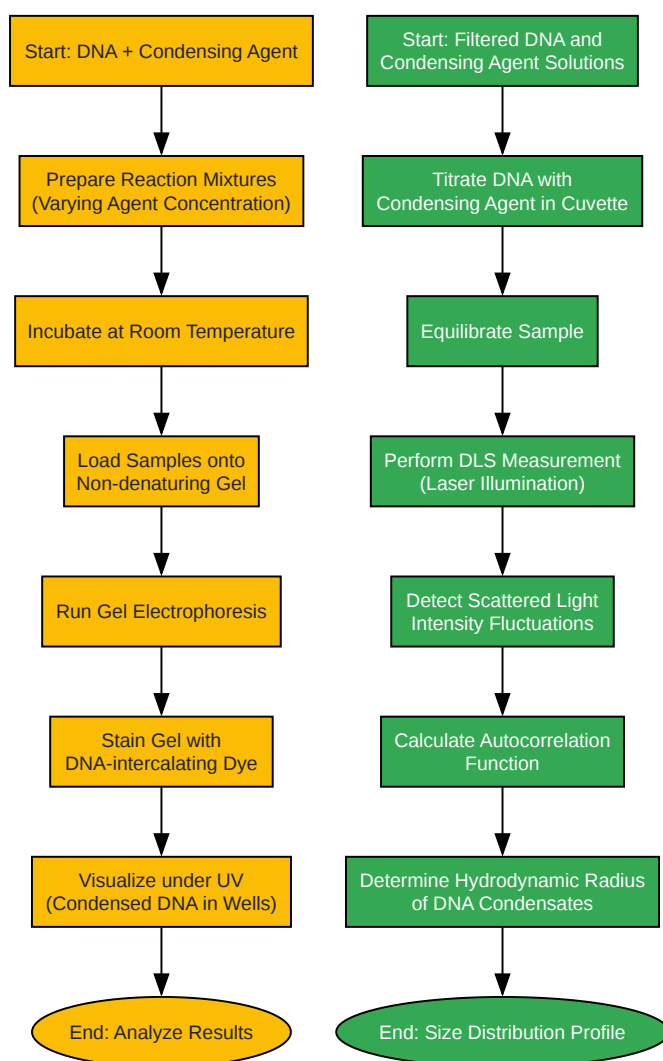 Start: DNA + Condensing Agent
Prepare Reaction Mixtures
(Varying Agent Concentration)
Incubate at Room Temperature
Load Samples onto
Non-denaturing Gel
Run Gel Electrophoresis
Stain Gel with
DNA-intercalating Dye
Visualize under UV
(Condensed DNA in Wells)
End: Analyze Results
Start: Filtered DNA and
Condensing Agent Solutions
Titrate DNA with
Condensing Agent in Cuvette
Equilibrate Sample
Perform DLS Measurement
(Laser Illumination)
Detect Scattered Light
Intensity Fluctuations
Calculate Autocorrelation
Function
Determine Hydrodynamic Radius
of DNA Condensates
End: Size Distribution Profile